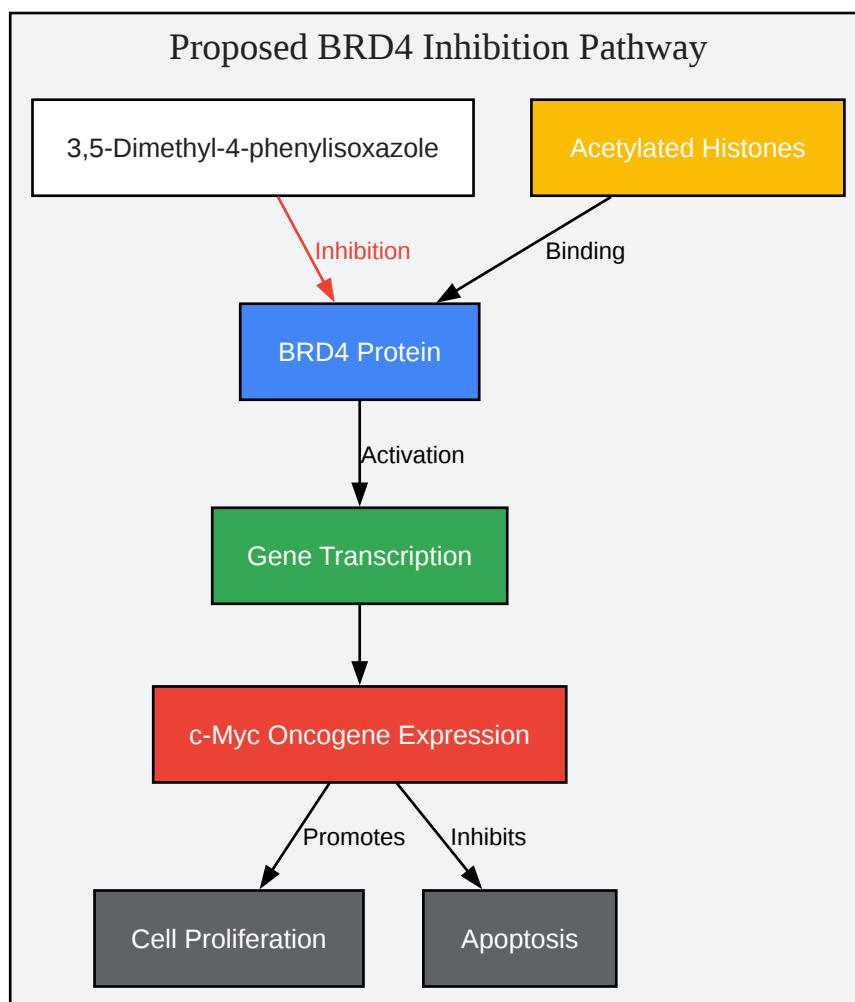 Proposed BRD4 Inhibition Pathway
3,5-Dimethyl-4-phenylisoxazole
Acetylated Histones
Inhibition
Binding
BRD4 Protein
Activation
Gene Transcription
c-Myc Oncogene Expression
Promotes
Inhibits
Cell Proliferation
Apoptosis